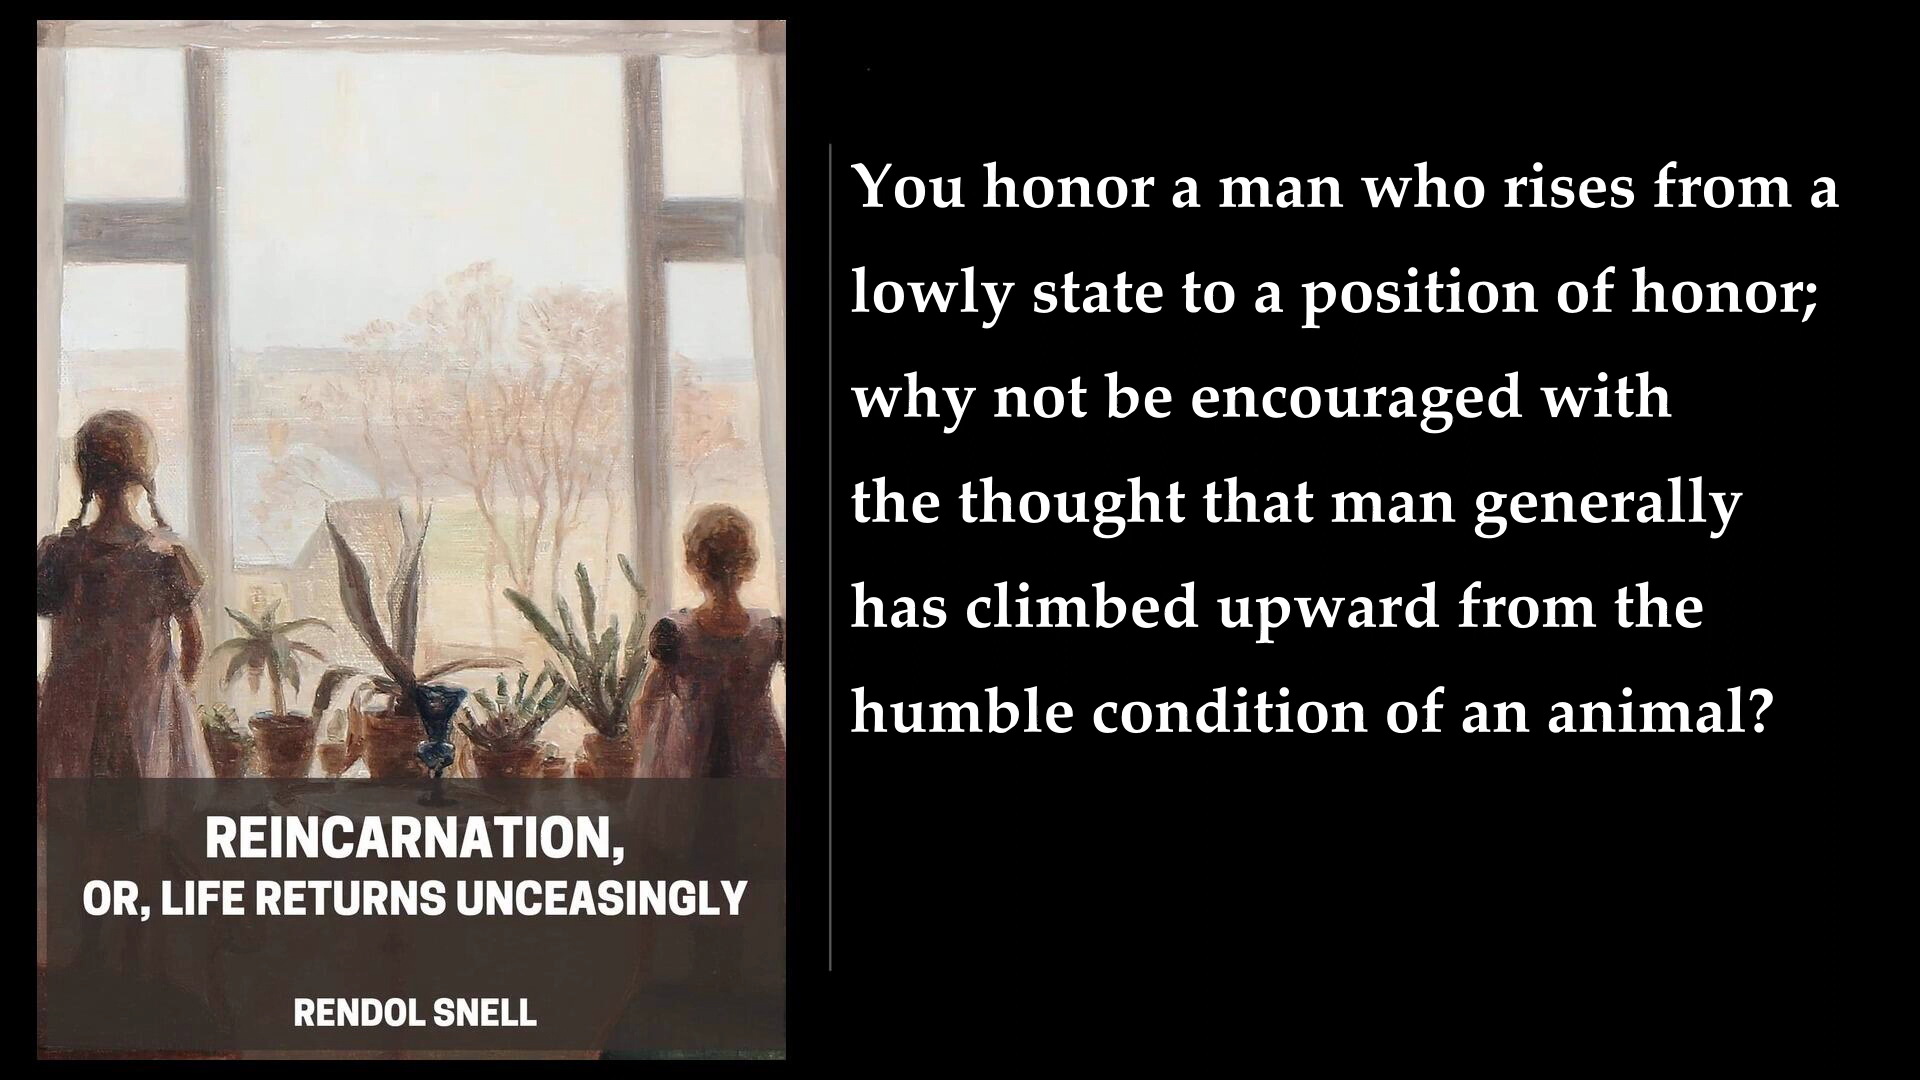 You honor a man who rises from a
lowly state to a position of honor;
why not be encouraged with
the thought that man generally
has climbed upward from the
humble condition of an animal?
REINCARNATION,
OR, LIFE RETURNS UNCEASINGLY
RENDOL SNELL